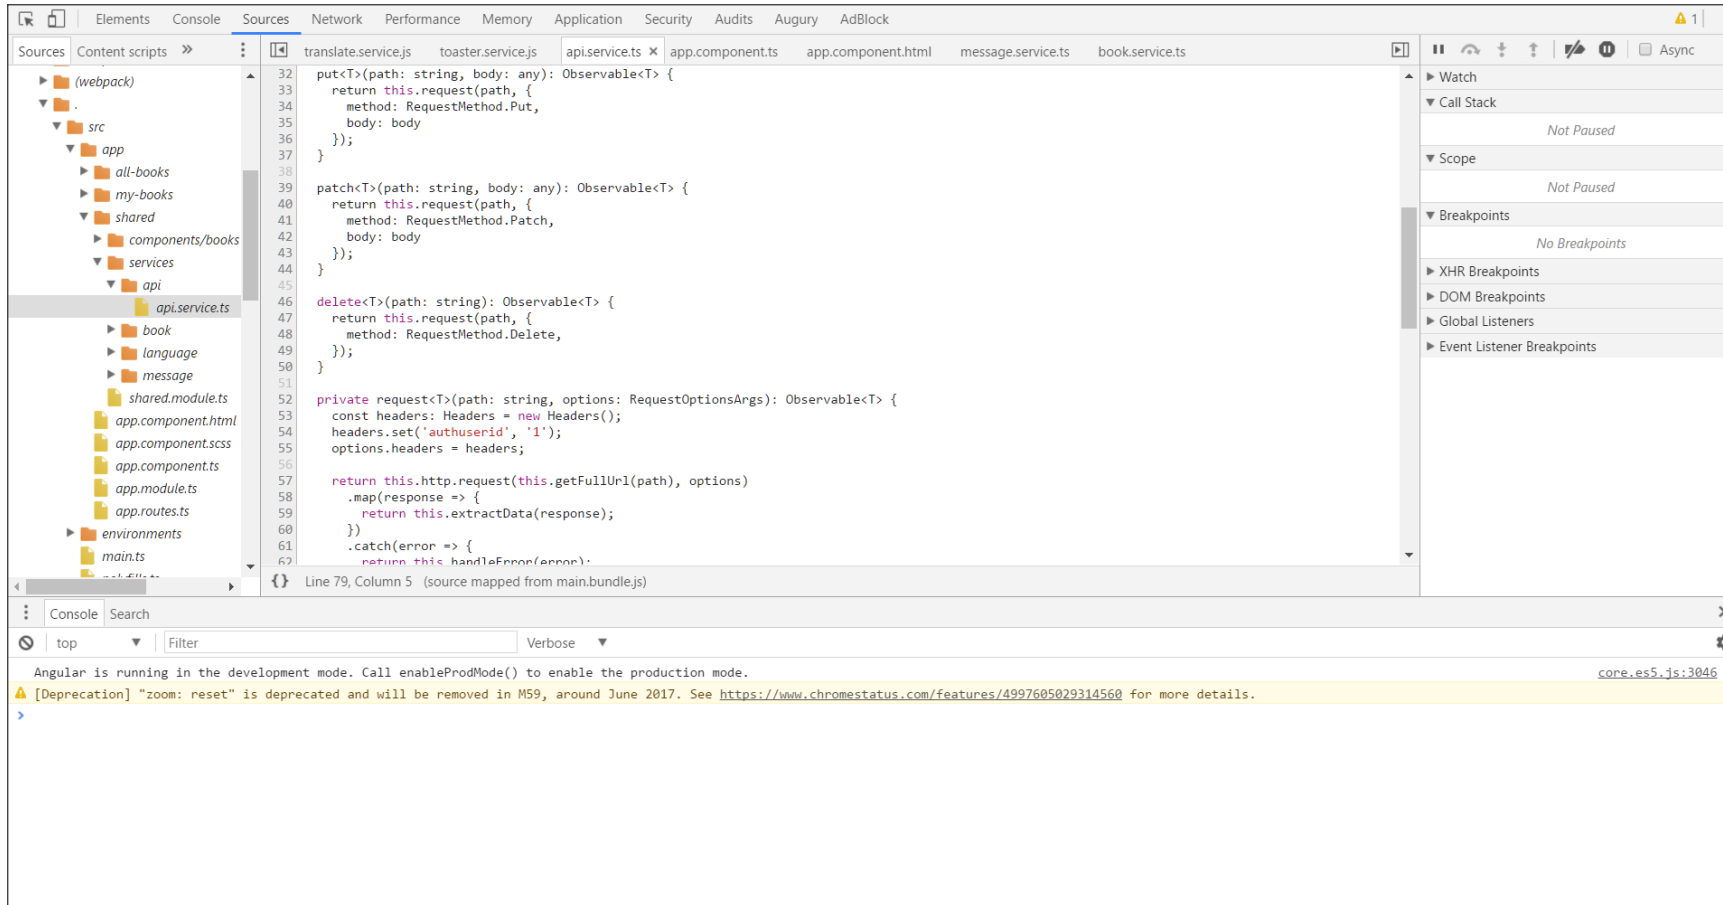 Elements Console Sources Network Performance Memory Application Security Audits Augury AdBlock 1
Sources Content scripts »
translate.service.js toaster.service.js api.service.ts × app.component.ts app.component.html message.service.ts book.service.ts
Async
(webpack)
.
src
app
all-books
my-books
shared
components/books
services
api
api.service.ts
book
language
message
shared.module.ts
app.component.html
app.component.scss
app.component.ts
app.module.ts
app.routes.ts
environments
main.ts
polyfills.ts
32 put<T>(path: string, body: any): Observable<T> {
33 return this.request(path, {
34 method: RequestMethod.Put,
35 body: body
36 });
37 }
38
39 patch<T>(path: string, body: any): Observable<T> {
40 return this.request(path, {
41 method: RequestMethod.Patch,
42 body: body
43 });
44 }
45
46 delete<T>(path: string): Observable<T> {
47 return this.request(path, {
48 method: RequestMethod.Delete,
49 });
50 }
51
52 private request<T>(path: string, options: RequestOptionsArgs): Observable<T> {
53 const headers: Headers = new Headers();
54 headers.set('authuserid', '1');
55 options.headers = headers;
56
57 return this.http.request(this.getFullUrl(path), options)
58 .map(response => {
59 return this.extractData(response);
60 })
61 .catch(error => {
62 return this.handleError(error);
{} Line 79, Column 5 (source mapped from main.bundle.js)
Watch
Call Stack
Not Paused
Scope
Not Paused
Breakpoints
No Breakpoints
XHR Breakpoints
DOM Breakpoints
Global Listeners
Event Listener Breakpoints
Console Search
top Filter Verbose
Angular is running in the development mode. Call enableProdMode() to enable the production mode. core.es5.js:3046
[Deprecation] "zoom: reset" is deprecated and will be removed in M59, around June 2017. See https://www.chromestatus.com/features/4997605029314560 for more details.
>